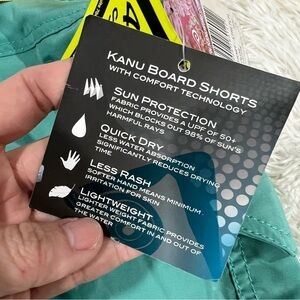 KANU BOARD SHORTS
WITH COMFORT TECHNOLOGY
SUN PROTECTION
FABRIC PROVIDES A UPF OF 50+
WHICH BLOCKS OUT 98% OF SUN'S
HARMFUL RAYS
QUICK DRY
LESS WATER ABSORPTION
SIGNIFICANTLY REDUCES DRYING
TIME
LESS RASH
SOFTER HAND MEANS MINIMUM
IRRITATION FOR SKIN
LIGHTWEIGHT
LIGHTER WEIGHT FABRIC PROVIDES
GREATER COMFORT IN AND OUT OF
THE WATER